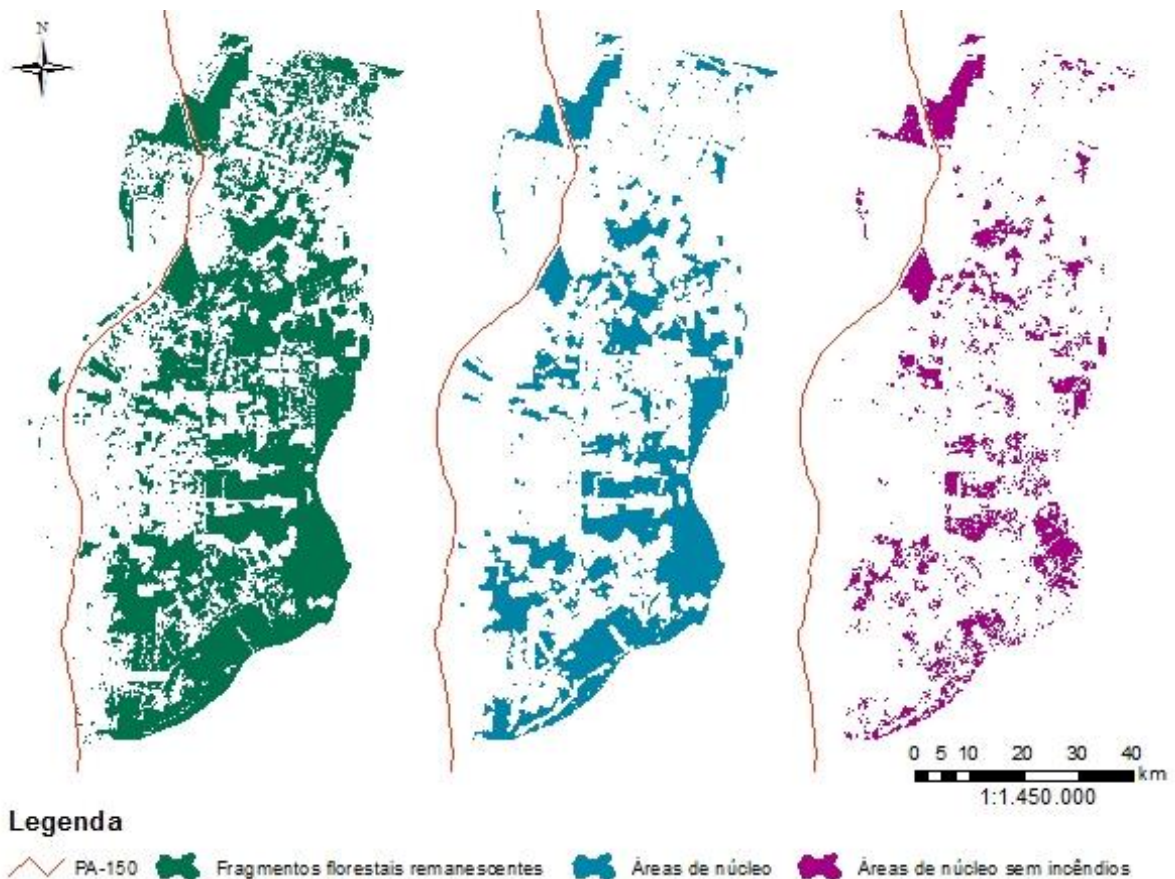 N
0 5 10 20 30 40
km
1:1.450.000
Legenda
PA-150 Fragmentos florestais remanescentes Áreas de núcleo Áreas de núcleo sem incêndios